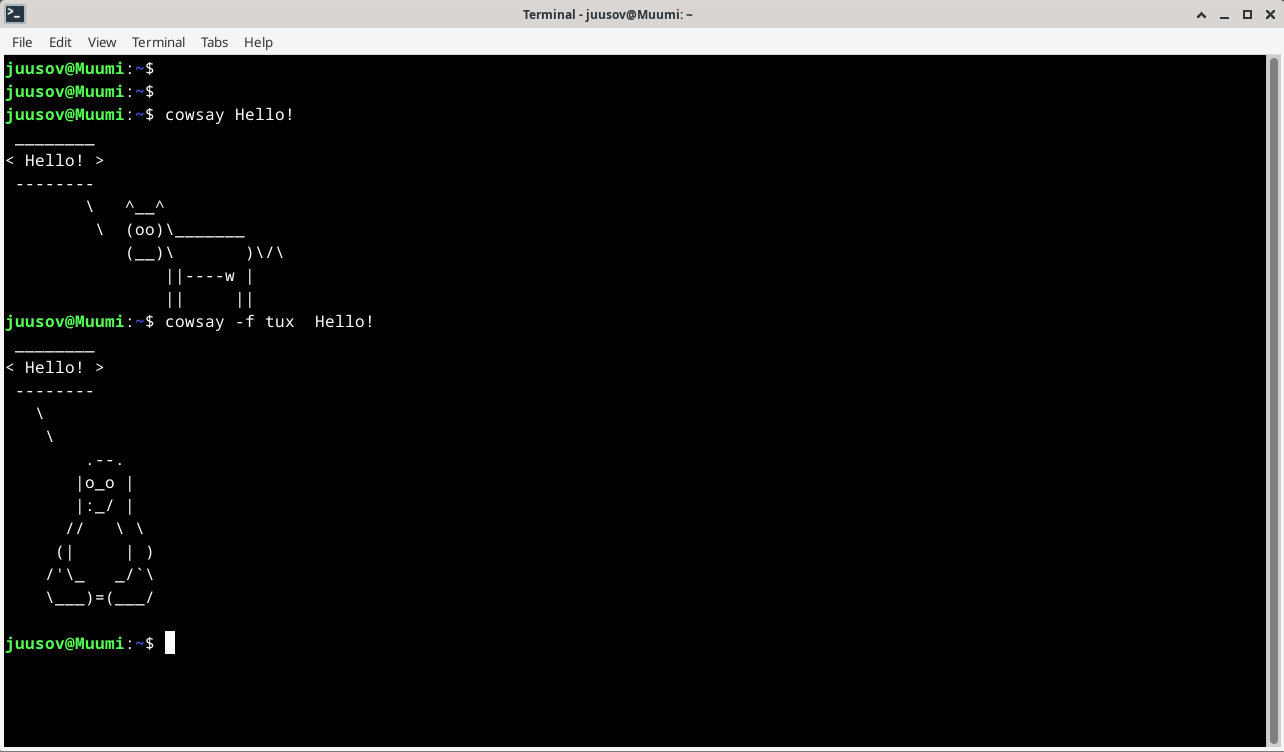 Terminal - juusov@Muumi: ~
File Edit View Terminal Tabs Help
juusov@Muumi:~$
juusov@Muumi:~$
juusov@Muumi:~$ cowsay Hello!
 ________
< Hello! >
 --------
        \   ^__^
         \  (oo)\_______
            (__)\       )\/\
                ||----w |
                ||     ||
juusov@Muumi:~$ cowsay -f tux  Hello!
 ________
< Hello! >
 --------
   \
    \
        .--.
       |o_o |
       |:_/ |
      //   \ \
     (|     | )
    /'\_   _/`\
    \___)=(___/

juusov@Muumi:~$